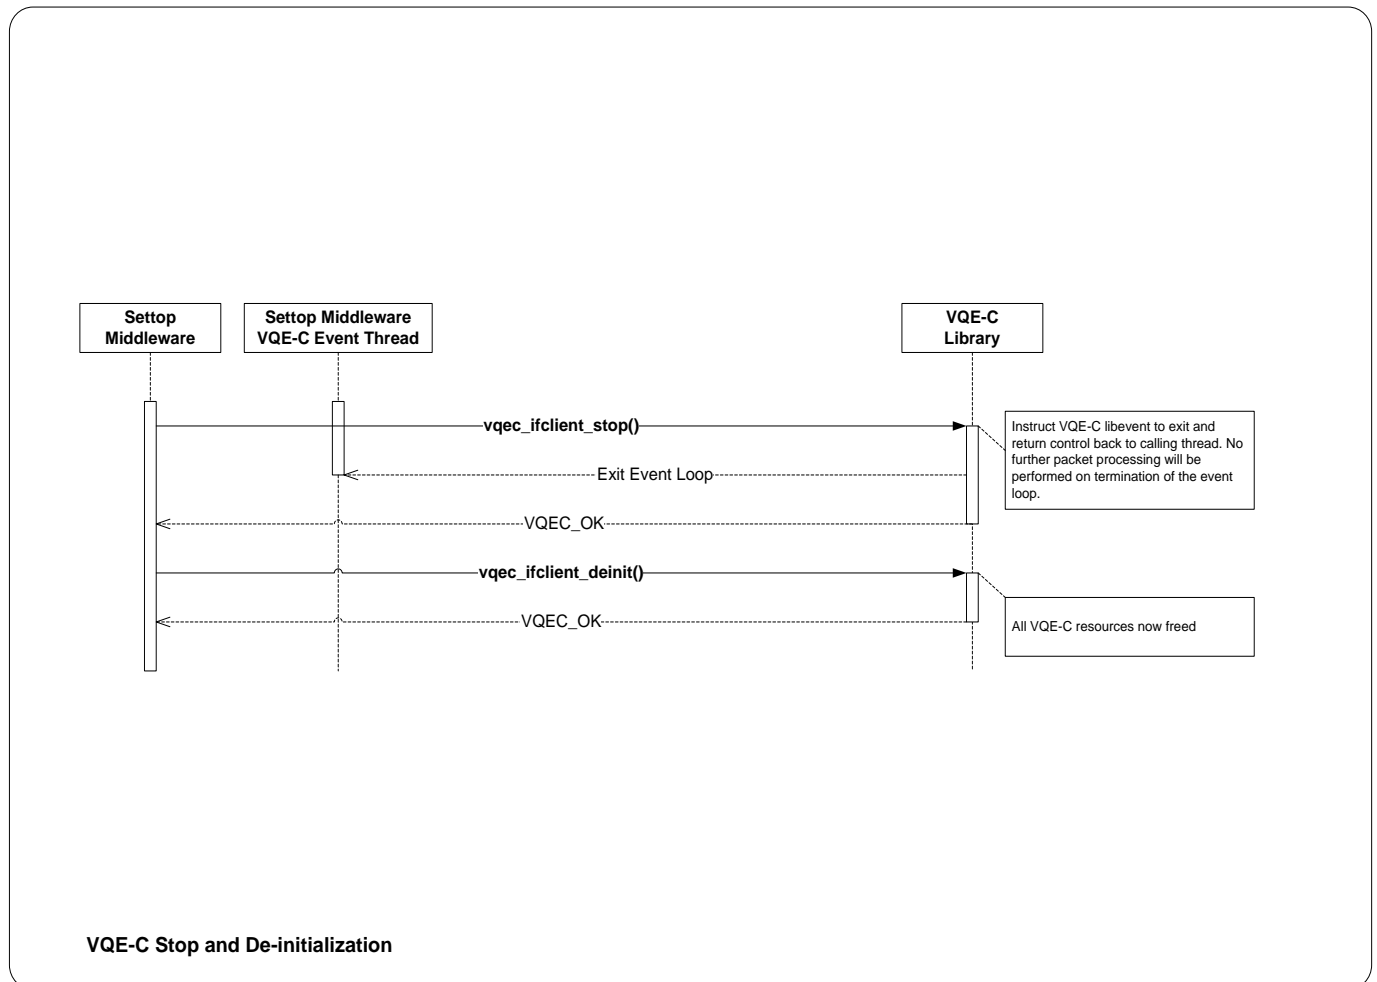 Settop
Middleware
Settop Middleware
VQE-C Event Thread
VQE-C
Library
vqec_ifclient_stop()
Instruct VQE-C libevent to exit and
return control back to calling thread. No
further packet processing will be
performed on termination of the event
loop.
Exit Event Loop
VQEC_OK
vqec_ifclient_deinit()
VQEC_OK
All VQE-C resources now freed
VQE-C Stop and De-initialization